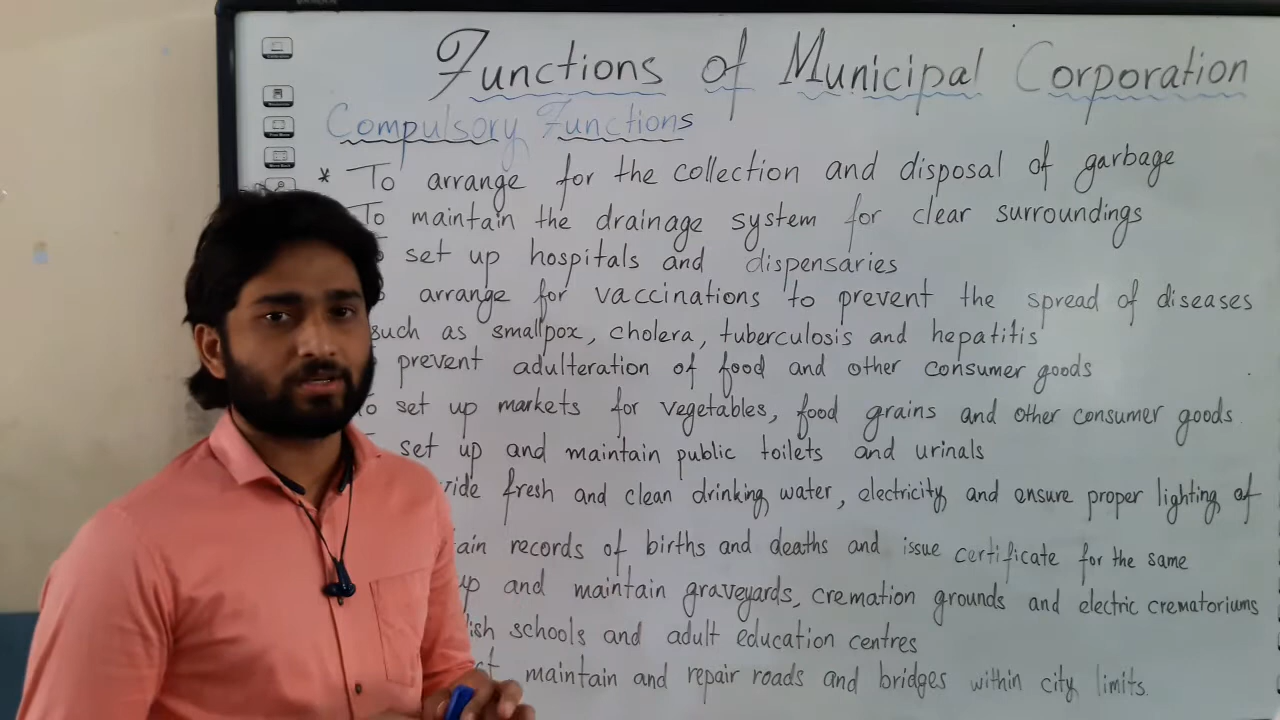 Functions of Municipal Corporation
Compulsory Functions
* To arrange for the collection and disposal of garbage
To maintain the drainage system for clear surroundings
set up hospitals and dispensaries
arrange for vaccinations to prevent the spread of diseases
such as smallpox, cholera, tuberculosis and hepatitis
prevent adulteration of food and other consumer goods
To set up markets for vegetables, food grains and other consumer goods.
set up and maintain public toilets and urinals
vide fresh and clean drinking water, electricity and ensure proper lighting of
tain records of births and deaths and issue certificate for the same
up and maintain graveyards, cremation grounds and electric crematoriums
ish schools and adult education centres
ct maintain and repair roads and bridges within city limits.